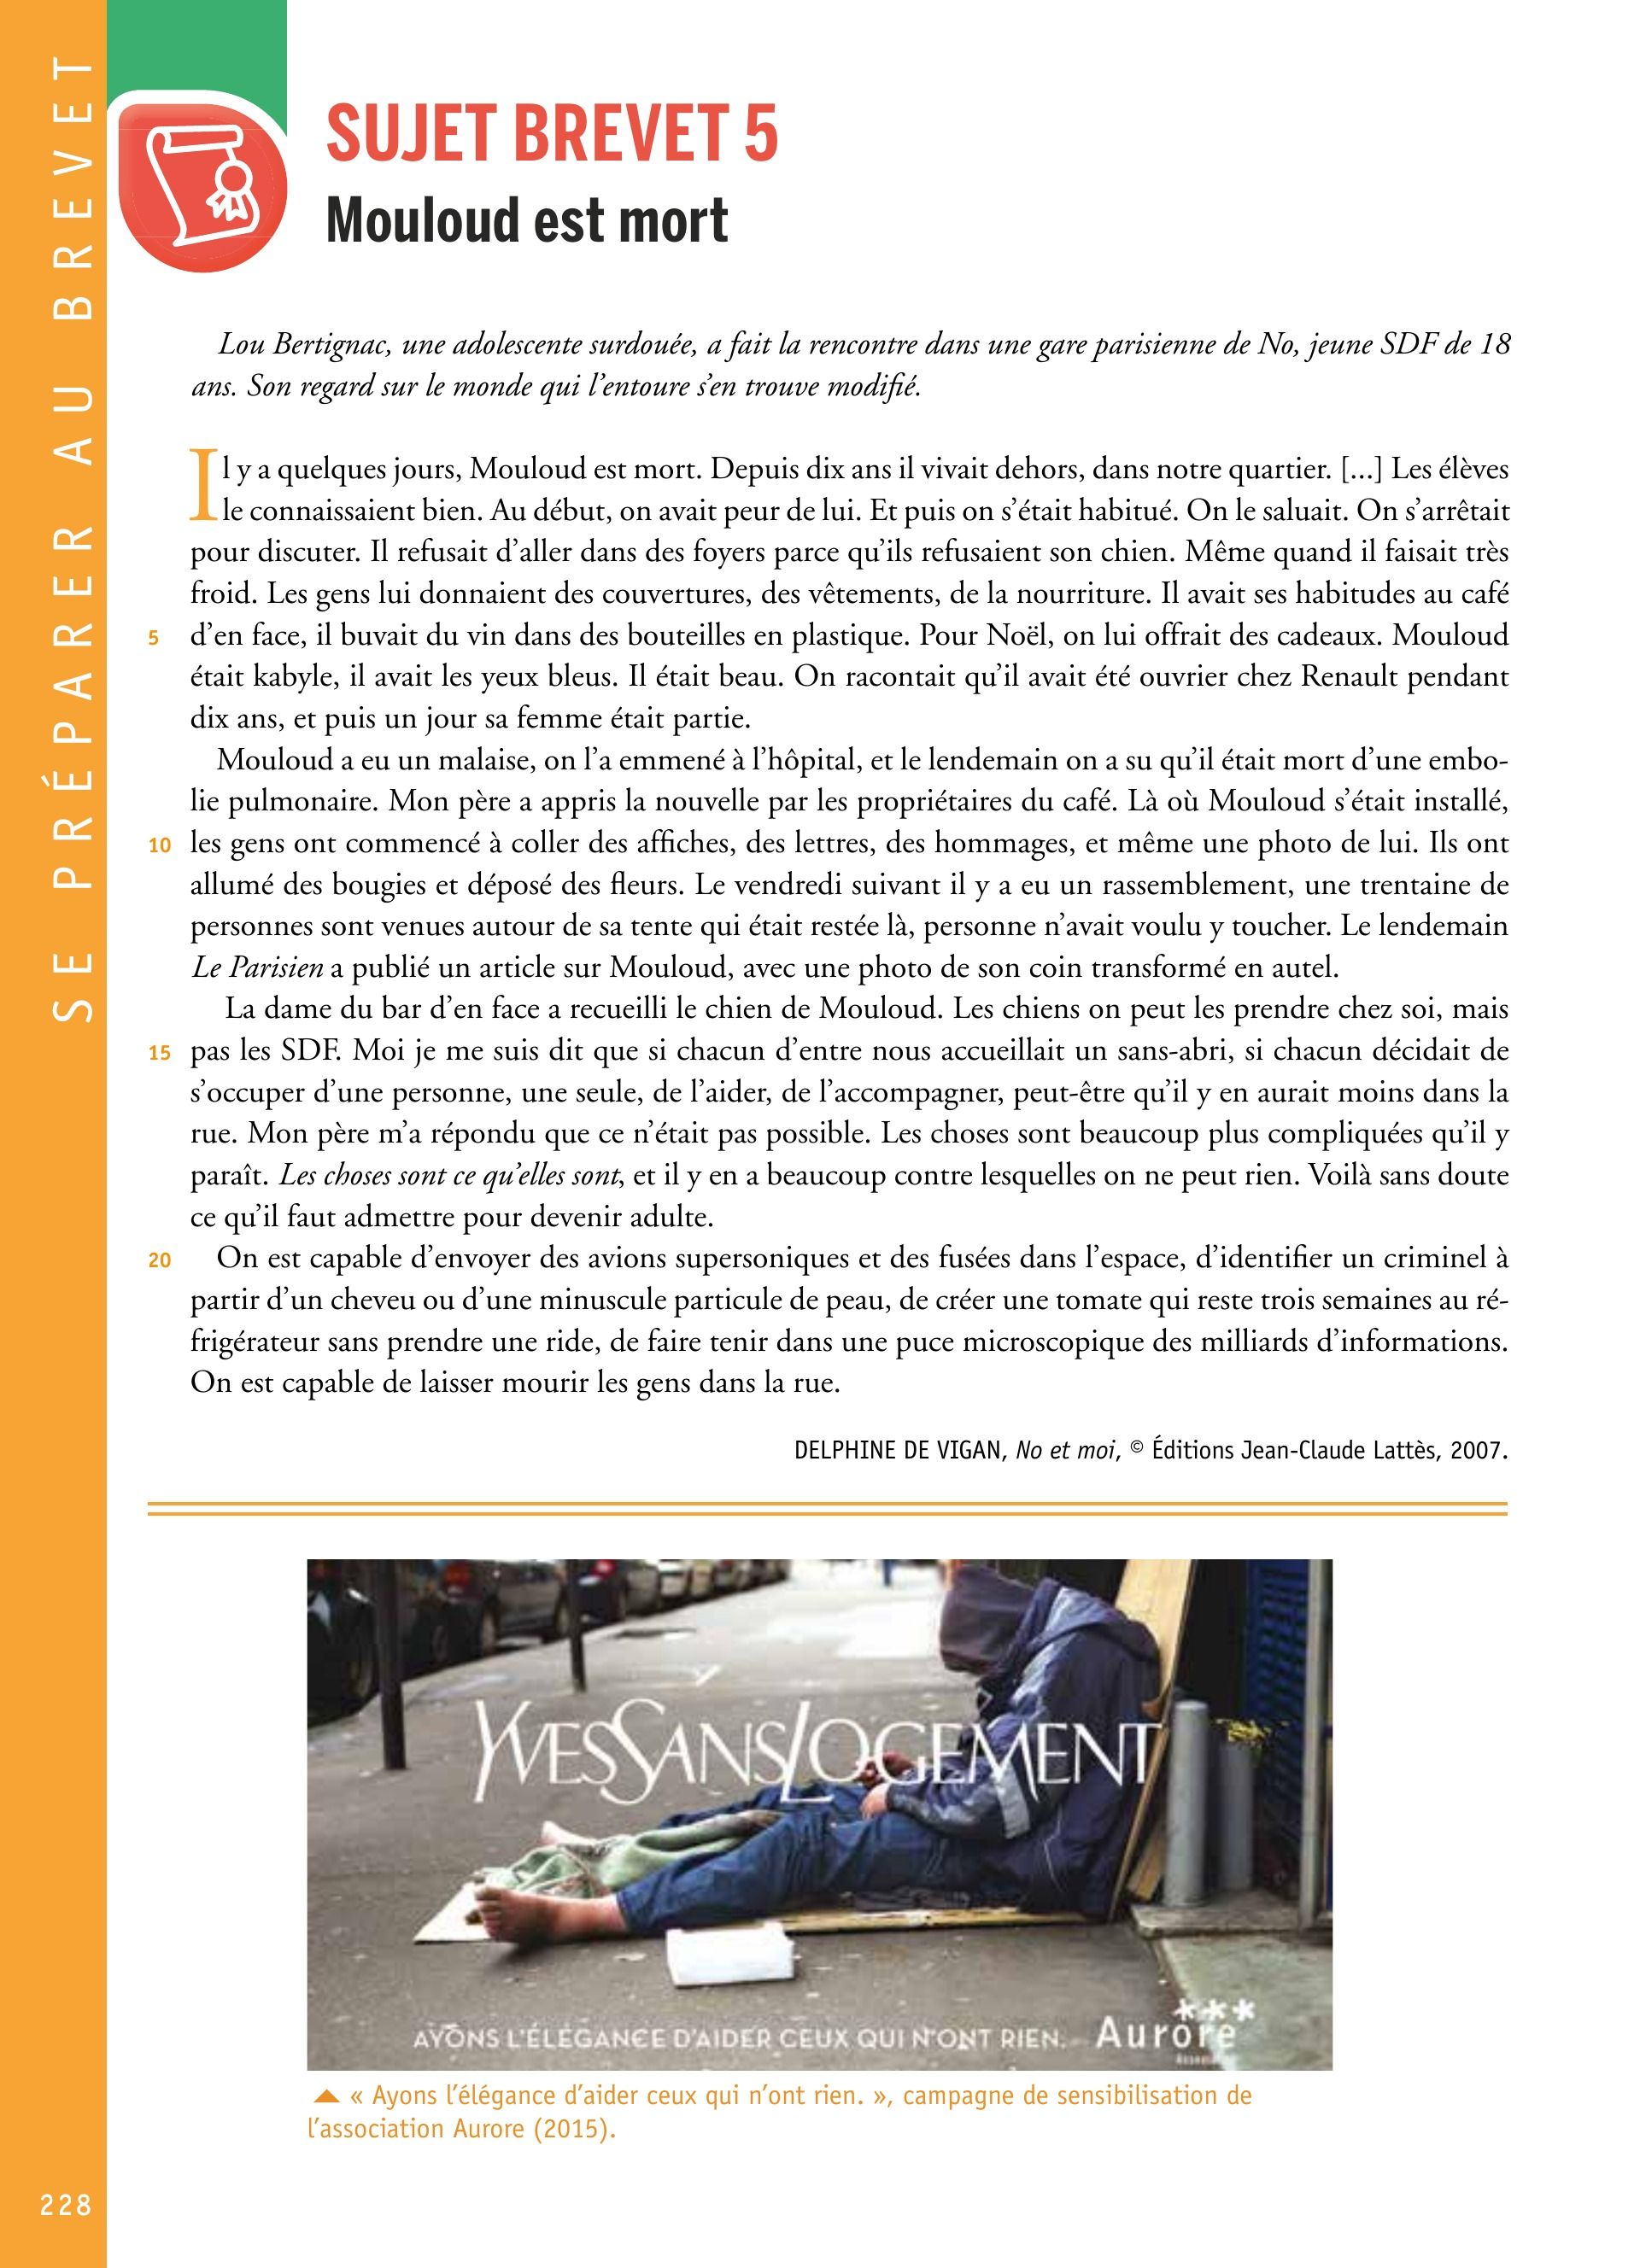 SE PRÉPARER AU BREVET
SUJET BREVET 5
Mouloud est mort
Lou Bertignac, une adolescente surdouée, a fait la rencontre dans une gare parisienne de No, jeune SDF de 18
ans. Son regard sur le monde qui l'entoure s'en trouve modifié.
Il y a quelques jours, Mouloud est mort. Depuis dix ans il vivait dehors, dans notre quartier. [...] Les élèves
le connaissaient bien. Au début, on avait peur de lui. Et puis on s'était habitué. On le saluait. On s'arrêtait
pour discuter. Il refusait d'aller dans des foyers parce qu'ils refusaient son chien. Même quand il faisait très
froid. Les gens lui donnaient des couvertures, des vêtements, de la nourriture. Il avait ses habitudes au café
5 d'en face, il buvait du vin dans des bouteilles en plastique. Pour Noël, on lui offrait des cadeaux. Mouloud
était kabyle, il avait les yeux bleus. Il était beau. On racontait qu'il avait été ouvrier chez Renault pendant
dix ans, et puis un jour sa femme était partie.
Mouloud a eu un malaise, on l'a emmené à l'hôpital, et le lendemain on a su qu'il était mort d'une embo-
lie pulmonaire. Mon père a appris la nouvelle par les propriétaires du café. Là où Mouloud s'était installé,
10 les gens ont commencé à coller des affiches, des lettres, des hommages, et même une photo de lui. Ils ont
allumé des bougies et déposé des fleurs. Le vendredi suivant il y a eu un rassemblement, une trentaine de
personnes sont venues autour de sa tente qui était restée là, personne n'avait voulu y toucher. Le lendemain
Le Parisien a publié un article sur Mouloud, avec une photo de son coin transformé en autel.
La dame du bar d'en face a recueilli le chien de Mouloud. Les chiens on peut les prendre chez soi, mais
15 pas les SDF. Moi je me suis dit que si chacun d'entre nous accueillait un sans-abri, si chacun décidait de
s'occuper d'une personne, une seule, de l'aider, de l'accompagner, peut-être qu'il y en aurait moins dans la
rue. Mon père m'a répondu que ce n'était pas possible. Les choses sont beaucoup plus compliquées qu'il y
paraît. Les choses sont ce qu'elles sont, et il y en a beaucoup contre lesquelles on ne peut rien. Voilà sans doute
ce qu'il faut admettre pour devenir adulte.
20 On est capable d'envoyer des avions supersoniques et des fusées dans l'espace, d'identifier un criminel à
partir d'un cheveu ou d'une minuscule particule de peau, de créer une tomate qui reste trois semaines au ré-
frigérateur sans prendre une ride, de faire tenir dans une puce microscopique des milliards d'informations.
On est capable de laisser mourir les gens dans la rue.
DELPHINE DE VIGAN, No et moi, © Éditions Jean-Claude Lattès, 2007.
YVESSANSLOGEMENT
AYONS L'ÉLÉGANCE D'AIDER CEUX QUI N'ONT RIEN. Aurore
« Ayons l'élégance d'aider ceux qui n'ont rien. », campagne de sensibilisation de
l'association Aurore (2015).
228